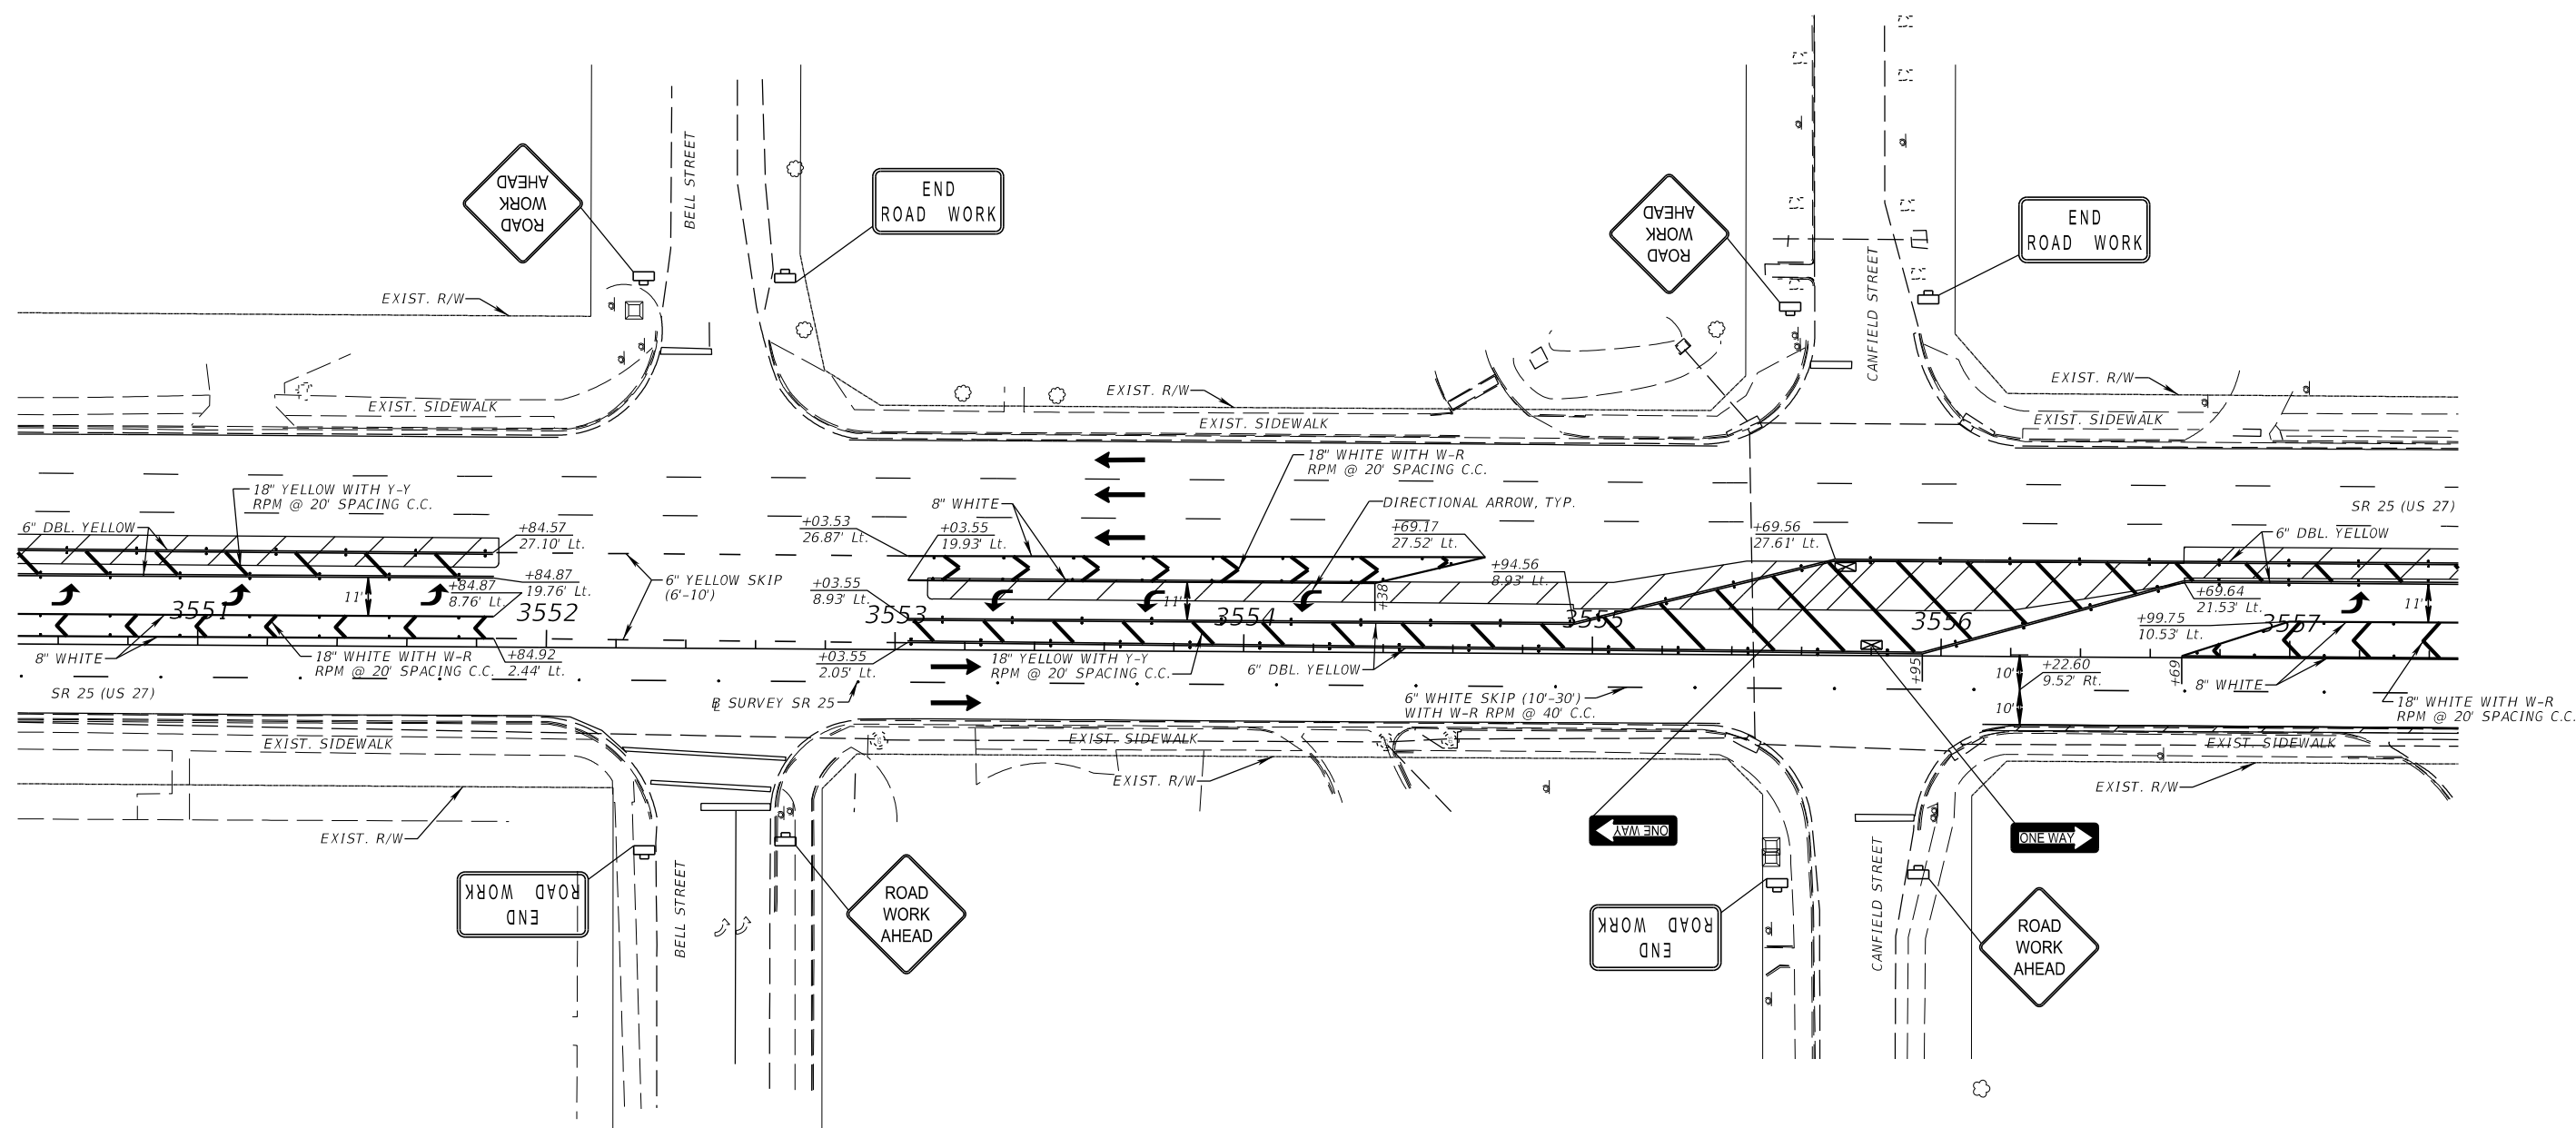 AHEAD
WORK
ROAD
BELL STREET
END
ROAD WORK
AHEAD
WORK
ROAD
END
ROAD WORK
CANFIELD STREET
EXIST. R/W
EXIST. R/W
EXIST. R/W
EXIST. SIDEWALK
EXIST. SIDEWALK
EXIST. SIDEWALK
18" WHITE WITH W-R
RPM @ 20' SPACING C.C.
18" YELLOW WITH Y-Y
RPM @ 20' SPACING C.C.
8" WHITE
DIRECTIONAL ARROW, TYP.
SR 25 (US 27)
6" DBL. YELLOW
+84.57
27.10' Lt.
+03.53
26.87' Lt.
+03.55
19.93' Lt.
+69.17
27.52' Lt.
+69.56
27.61' Lt.
6" DBL. YELLOW
+84.87
19.76' Lt.
+84.87
8.76' Lt.
6" YELLOW SKIP
(6'-10')
+03.55
8.93' Lt.
+94.56
8.93' Lt.
+69.64
21.53' Lt.
11'
11'
+38
11'
3551
3552
3553
3554
3555
3556
3557
+99.75
10.53' Lt.
8" WHITE
18" WHITE WITH W-R
RPM @ 20' SPACING C.C.
+84.92
2.44' Lt.
+03.55
2.05' Lt.
18" YELLOW WITH Y-Y
RPM @ 20' SPACING C.C.
6" DBL. YELLOW
+95
10'
10'
+22.60
9.52' Rt.
+69
8" WHITE
SR 25 (US 27)
B SURVEY SR 25
6" WHITE SKIP (10'-30')
WITH W-R RPM @ 40' C.C.
18" WHITE WITH W-R
RPM @ 20' SPACING C.C.
EXIST. SIDEWALK
EXIST. SIDEWALK
EXIST. SIDEWALK
EXIST. R/W
EXIST. R/W
EXIST. R/W
ONE WAY
ONE WAY
ROAD WORK
END
BELL STREET
ROAD
WORK
AHEAD
ROAD WORK
END
CANFIELD STREET
ROAD
WORK
AHEAD